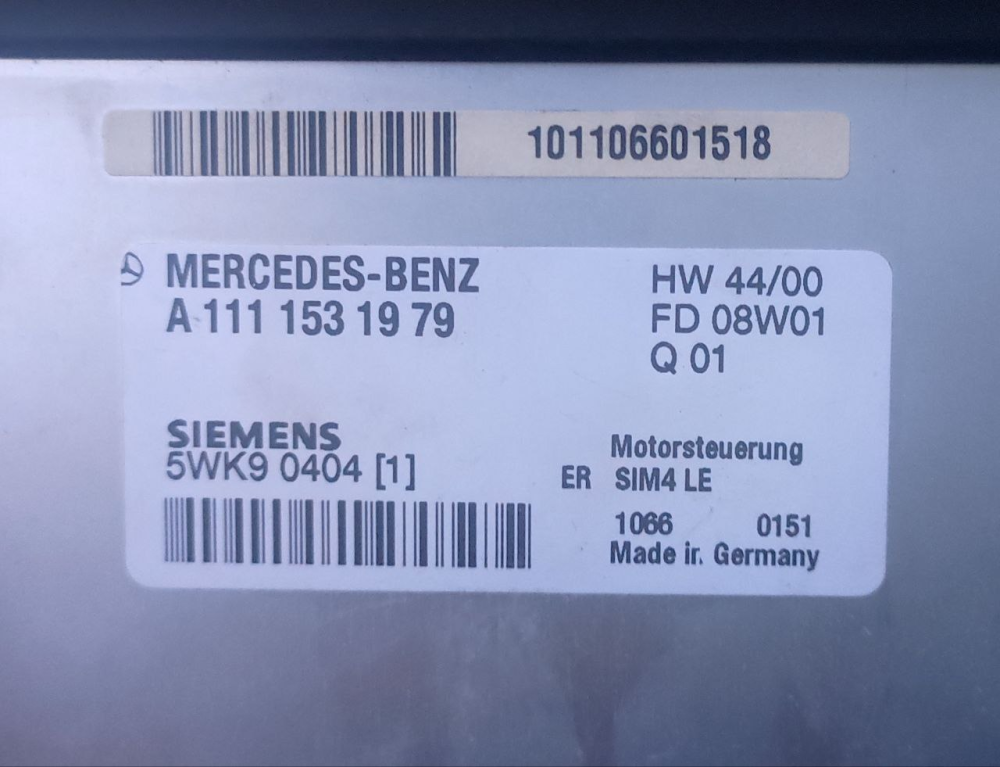 101106601518
MERCEDES-BENZ
A 111 153 19 79
HW 44/00
FD 08W01
Q 01
SIEMENS
5WK9 0404 [1]
Motorsteuerung
ER SIM4 LE
1066 0151
Made in Germany